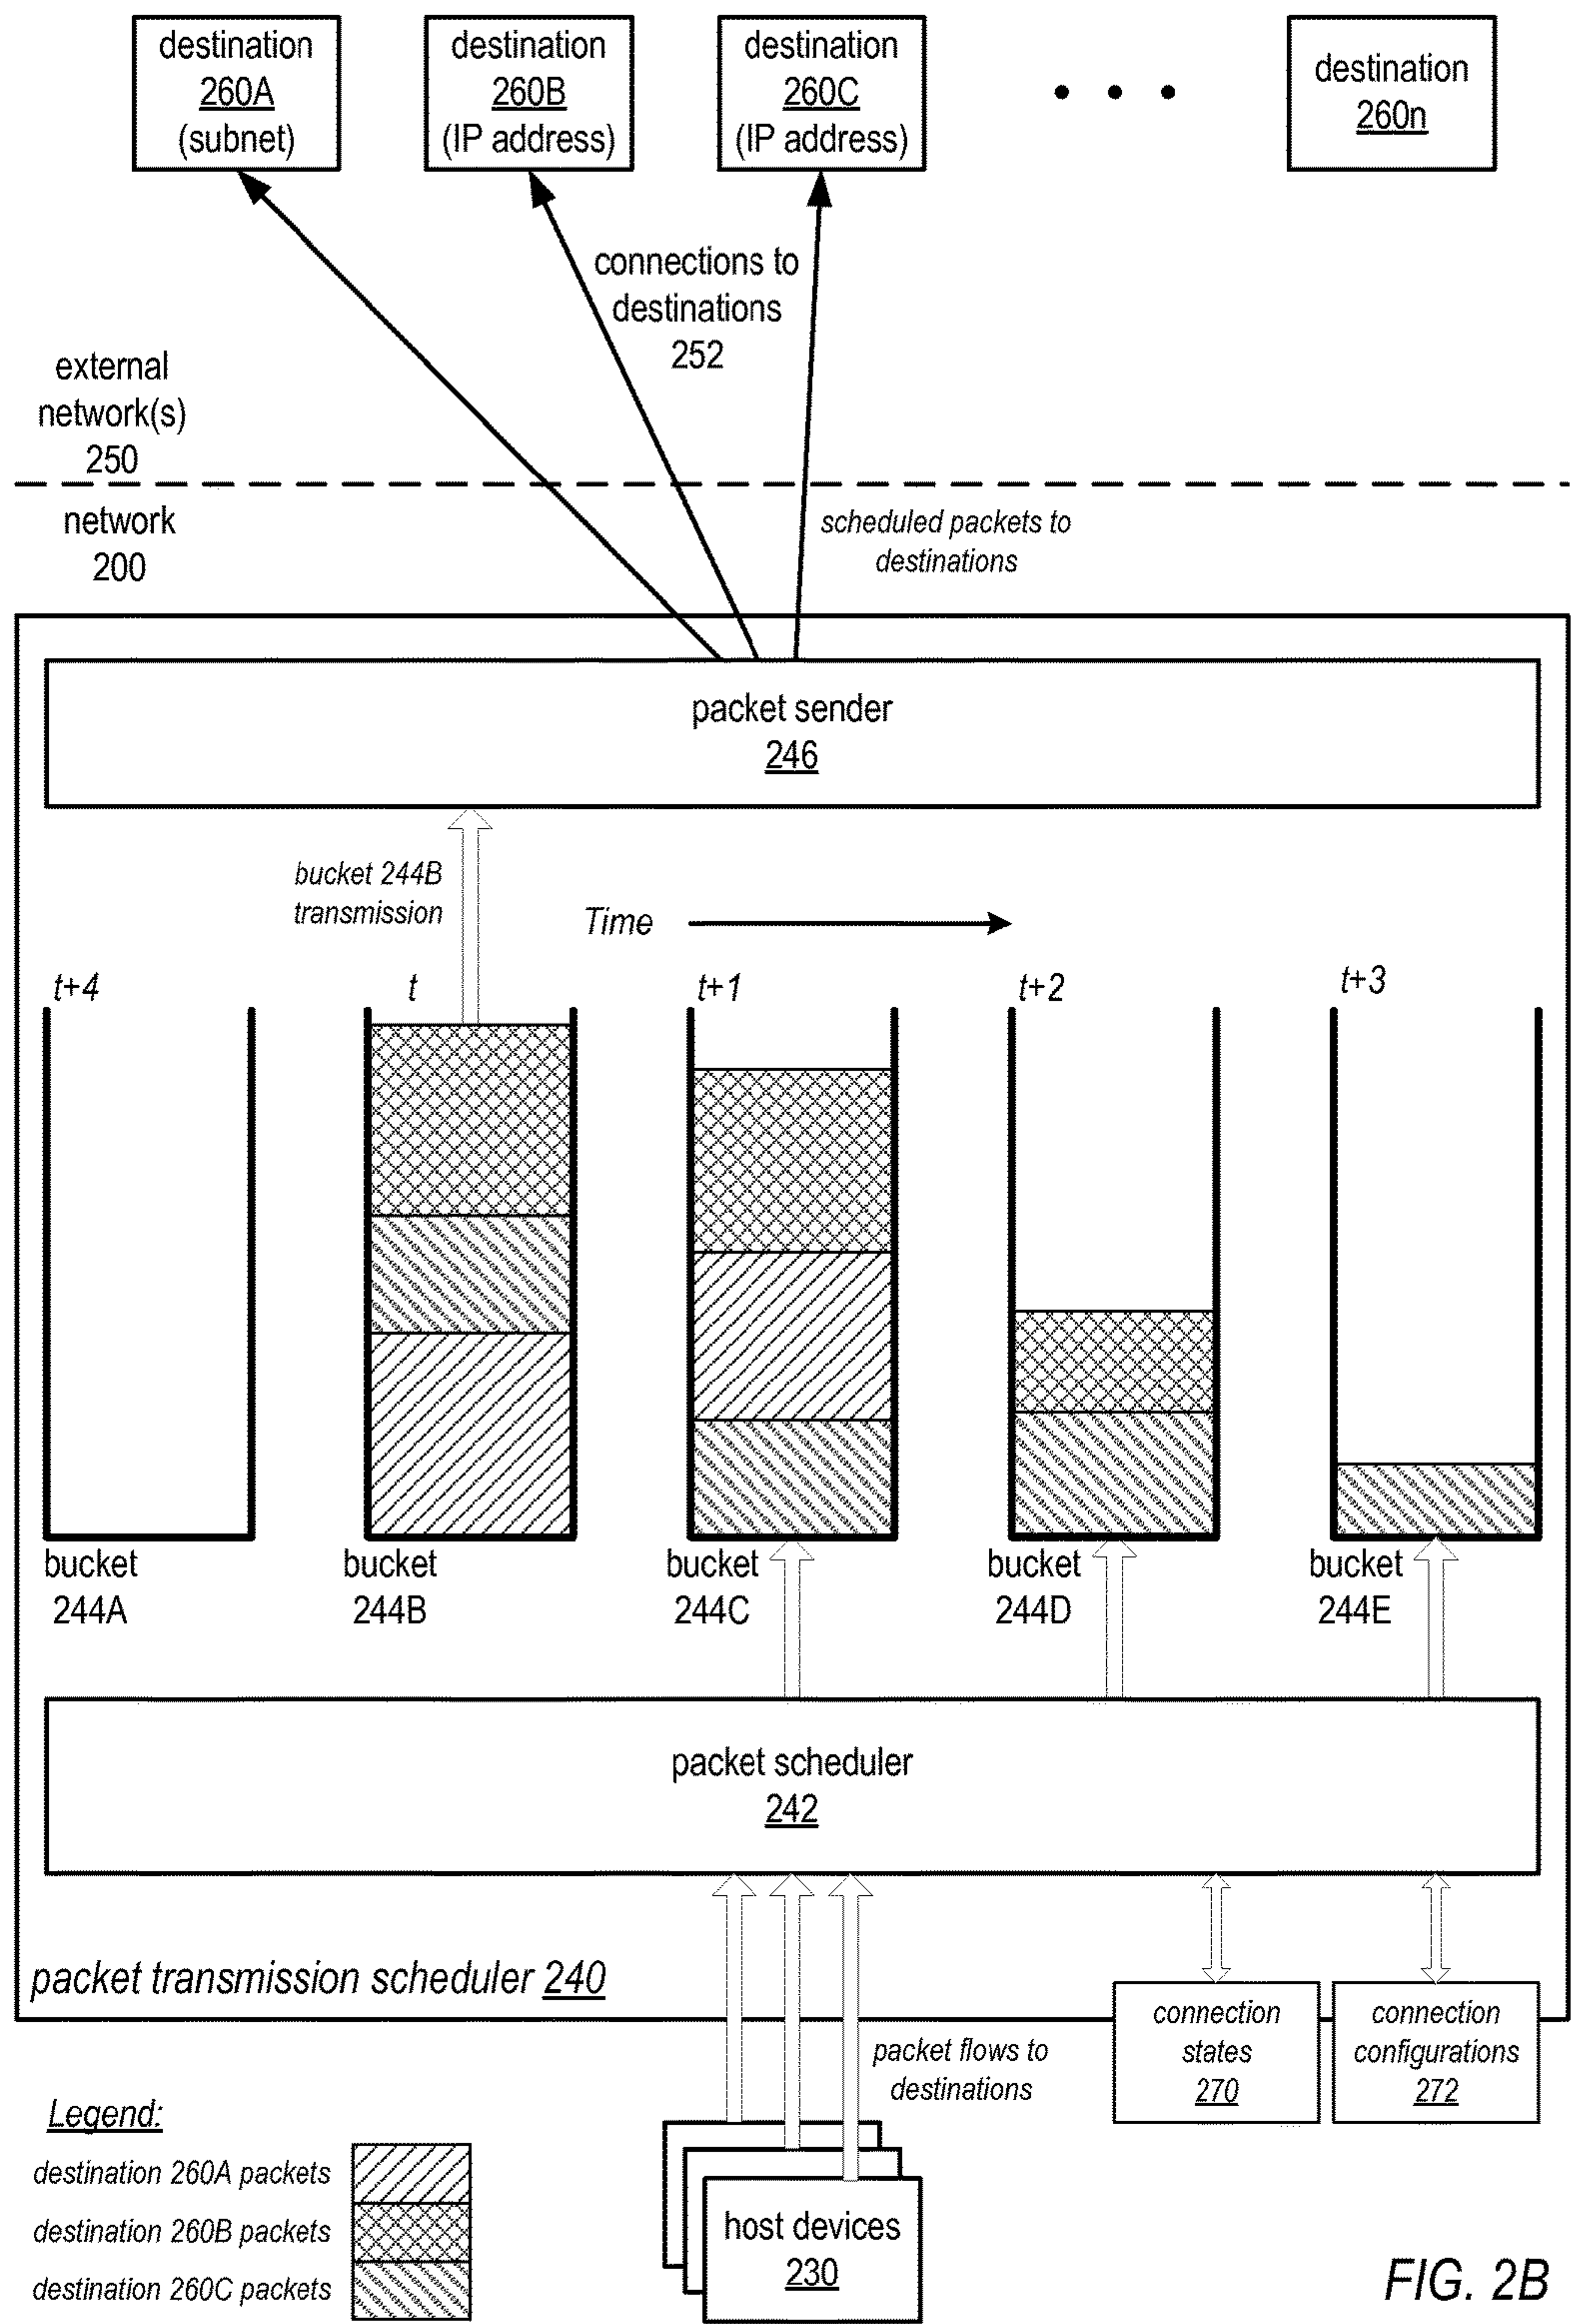 destination
260A
(subnet)
destination
260B
(IP address)
destination
260C
(IP address)
destination
260n
connections to
destinations
252
external
network(s)
250
network
200
scheduled packets to
destinations
packet sender
246
bucket 244B
transmission
Time
t+4
t
t+1
t+2
t+3
bucket
244A
bucket
244B
bucket
244C
bucket
244D
bucket
244E
packet scheduler
242
packet transmission scheduler 240
connection
states
270
connection
configurations
272
packet flows to
destinations
host devices
230
Legend:
destination 260A packets
destination 260B packets
destination 260C packets
FIG. 2B